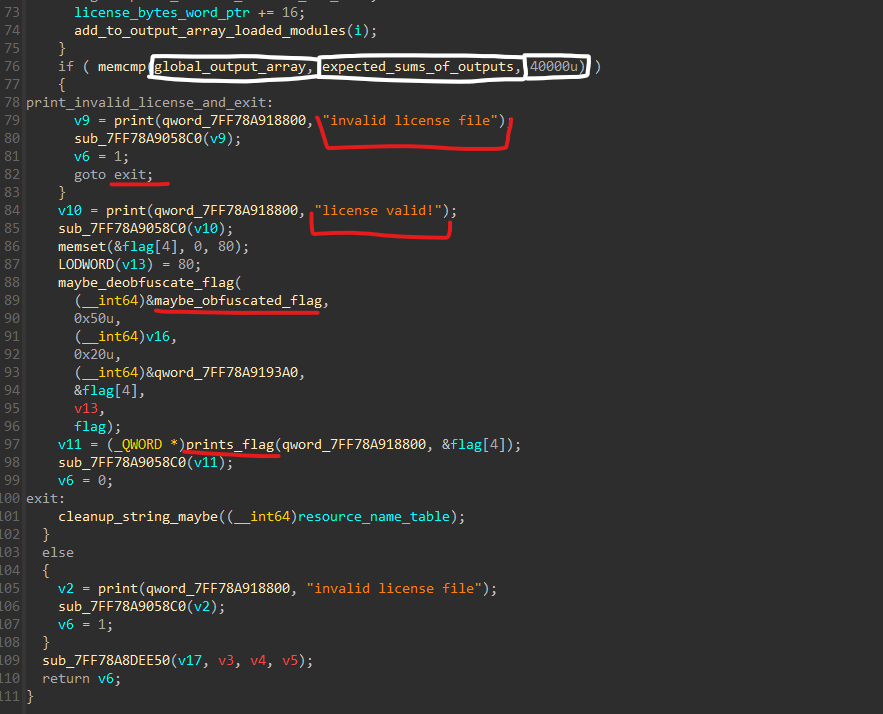 73 license_bytes_word_ptr += 16;
74 add_to_output_array_loaded_modules(i);
75 }
76 if ( memcmp(global_output_array, expected_sums_of_outputs, 40000u) )
77 {
78 print_invalid_license_and_exit:
79 v9 = print(qword_7FF78A918800, "invalid license file");
80 sub_7FF78A9058C0(v9);
81 v6 = 1;
82 goto exit;
83 }
84 v10 = print(qword_7FF78A918800, "license valid!");
85 sub_7FF78A9058C0(v10);
86 memset(&flag[4], 0, 80);
87 LODWORD(v13) = 80;
88 maybe_deobfuscate_flag(
89 (__int64)&maybe_obfuscated_flag,
90 0x50u,
91 (__int64)v16,
92 0x20u,
93 (__int64)&qword_7FF78A9193A0,
94 &flag[4],
95 v13,
96 flag);
97 v11 = (_QWORD *)prints_flag(qword_7FF78A918800, &flag[4]);
98 sub_7FF78A9058C0(v11);
99 v6 = 0;
100 exit:
101 cleanup_string_maybe((__int64)resource_name_table);
102 }
103 else
104 {
105 v2 = print(qword_7FF78A918800, "invalid license file");
106 sub_7FF78A9058C0(v2);
107 v6 = 1;
108 }
109 sub_7FF78A8DEE50(v17, v3, v4, v5);
110 return v6;
111 }